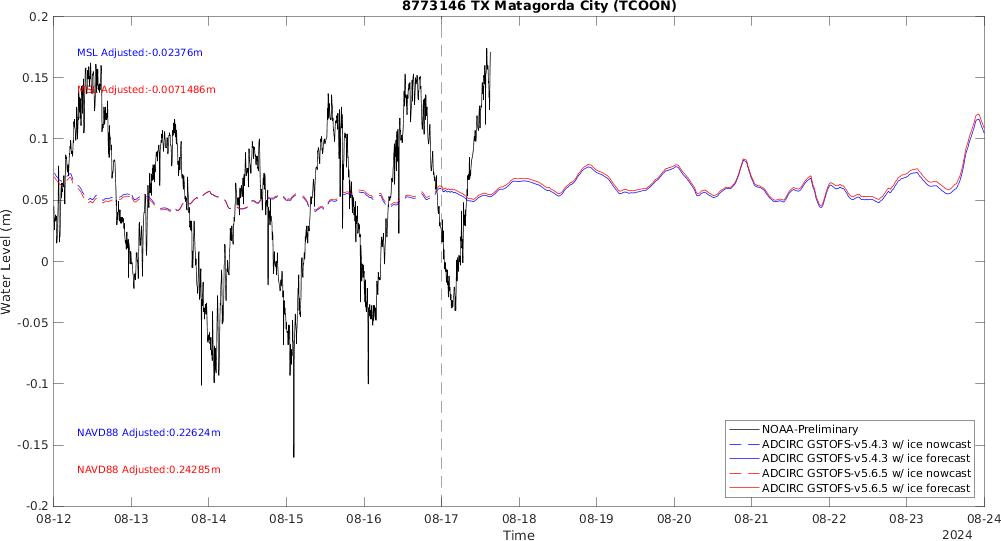 8773146 TX Matagorda City (TCOON)
0.2
0.15
0.1
0.05
0
-0.05
-0.1
-0.15
-0.2
Water Level (m)
MSL Adjusted:-0.02376m
MSL Adjusted:-0.0071486m
NAVD88 Adjusted:0.22624m
NAVD88 Adjusted:0.24285m
NOAA-Preliminary
ADCIRC GSTOFS-v5.4.3 w/ ice nowcast
ADCIRC GSTOFS-v5.4.3 w/ ice forecast
ADCIRC GSTOFS-v5.6.5 w/ ice nowcast
ADCIRC GSTOFS-v5.6.5 w/ ice forecast
08-12 08-13 08-14 08-15 08-16 08-17 08-18 08-19 08-20 08-21 08-22 08-23 08-24
Time
2024